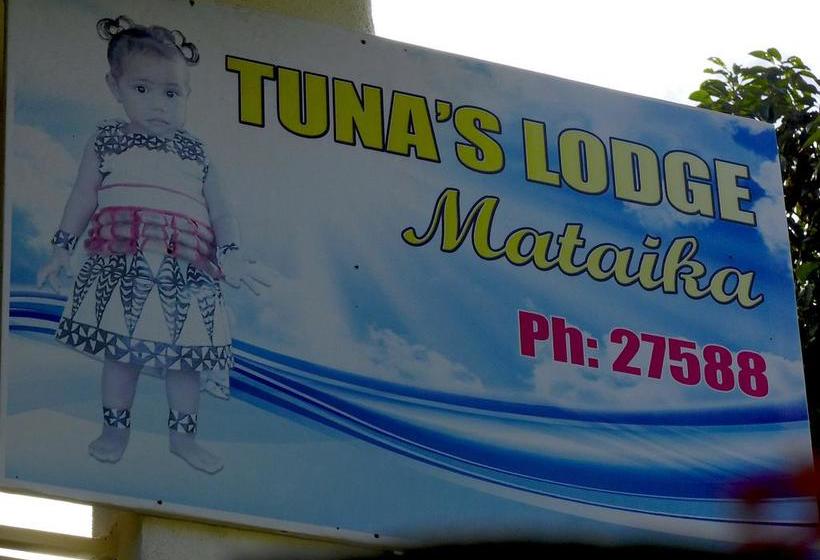 TUNA'S LODGE
Mataika
Ph: 27588